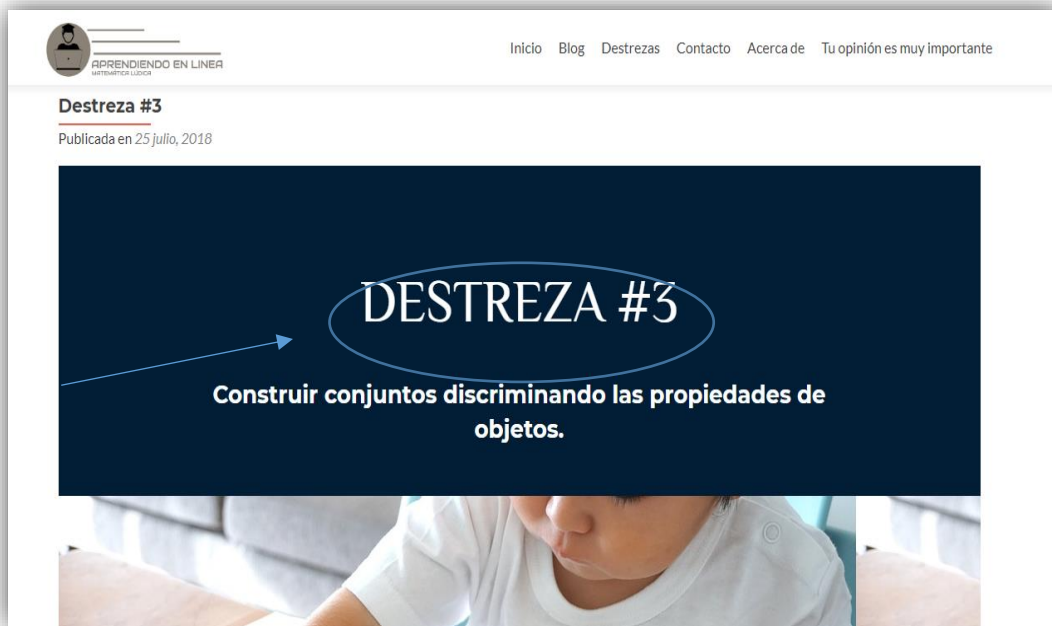 APRENDIENDO EN LINEA
MATEMÁTICA LÚDICA
Inicio Blog Destrezas Contacto Acerca de Tu opinión es muy importante
Destreza #3
Publicada en 25 julio, 2018
DESTREZA #3
Construir conjuntos discriminando las propiedades de
objetos.